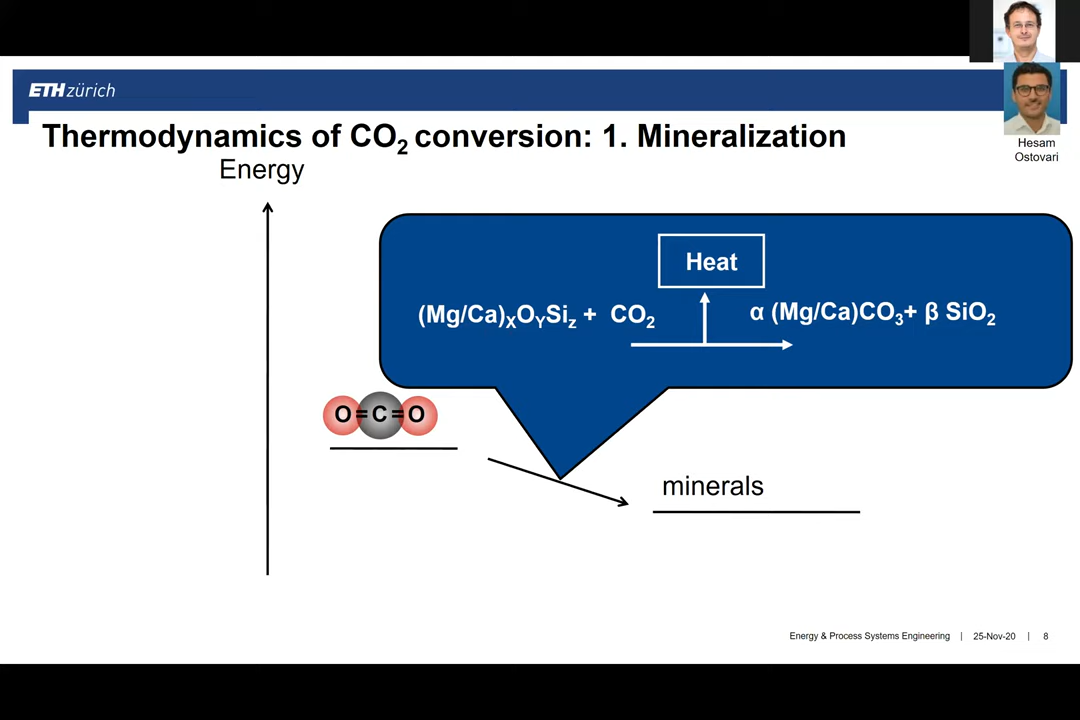 ETH zürich
Thermodynamics of CO₂ conversion: 1. Mineralization
Hesam
Ostovari
Energy
Heat
(Mg/Ca)XOYSiz + CO₂
α (Mg/Ca)CO₃+ β SiO₂
O=C=O
minerals
Energy & Process Systems Engineering | 25-Nov-20 | 8